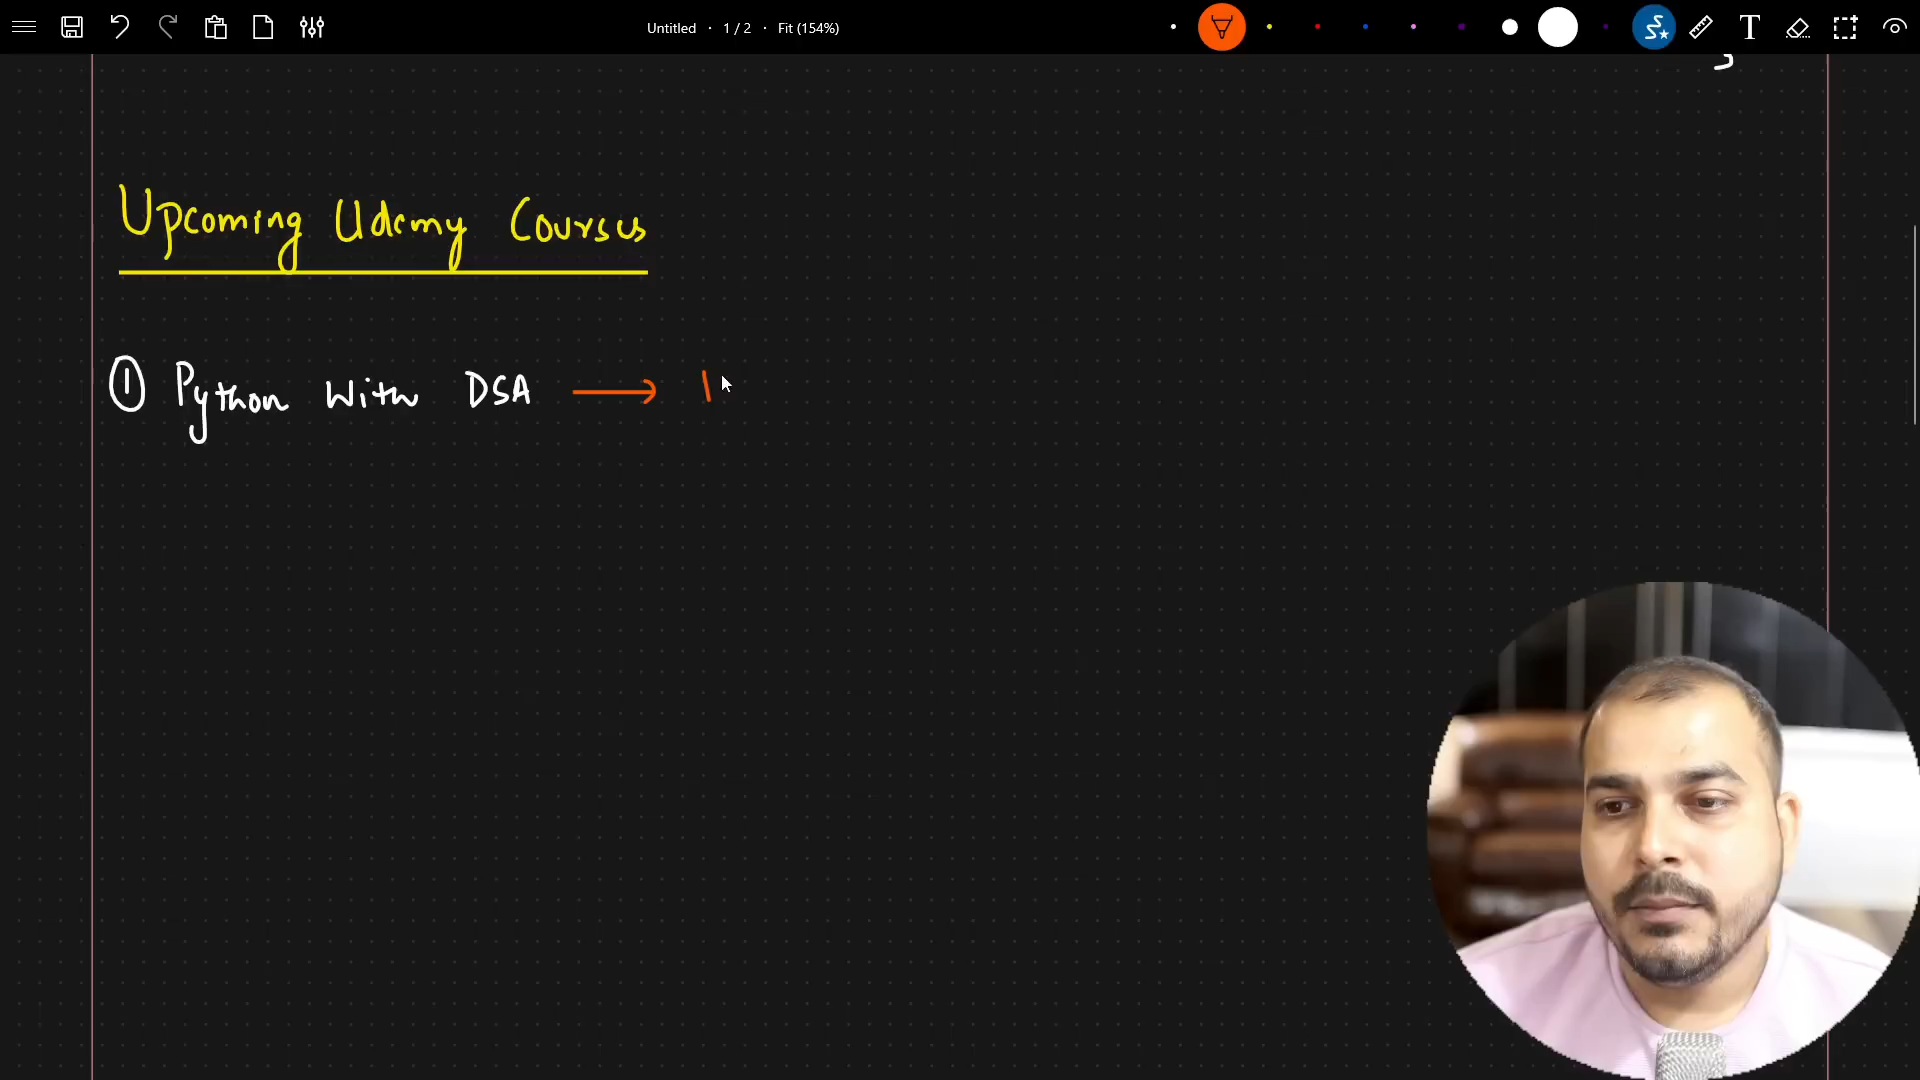 Untitled · 1 / 2 · Fit (154%)
Upcoming Udemy Courses
① Python With DSA → 1